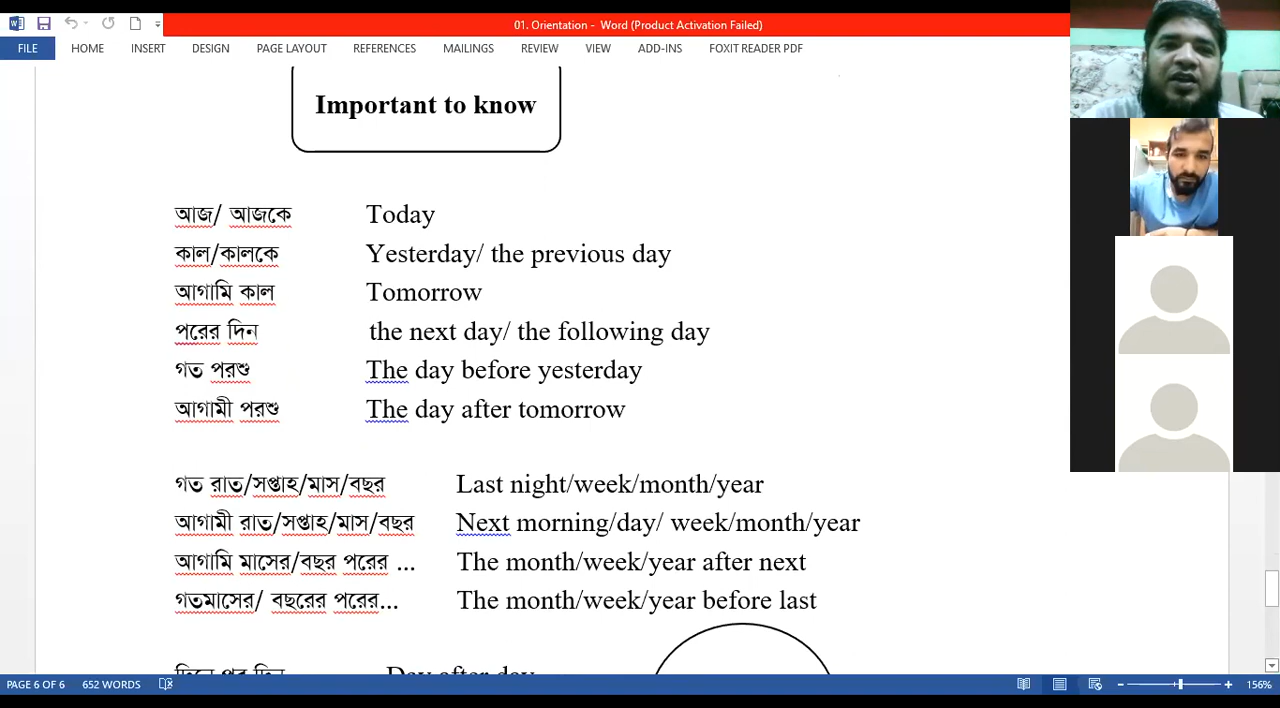 01. Orientation - Word (Product Activation Failed)
FILE HOME INSERT DESIGN PAGE LAYOUT REFERENCES MAILINGS REVIEW VIEW ADD-INS FOXIT READER PDF
Important to know
আজ/ আজকে Today
কাল/কালকে Yesterday/ the previous day
আগামি কাল Tomorrow
পরের দিন the next day/ the following day
গত পরশু The day before yesterday
আগামী পরশু The day after tomorrow
গত রাত/সপ্তাহ/মাস/বছর Last night/week/month/year
আগামী রাত/সপ্তাহ/মাস/বছর Next morning/day/ week/month/year
আগামি মাসের/বছর পরের ... The month/week/year after next
গতমাসের/ বছরের পরের... The month/week/year before last
দিনে পর দিন Day after day
PAGE 6 OF 6 652 WORDS 156%